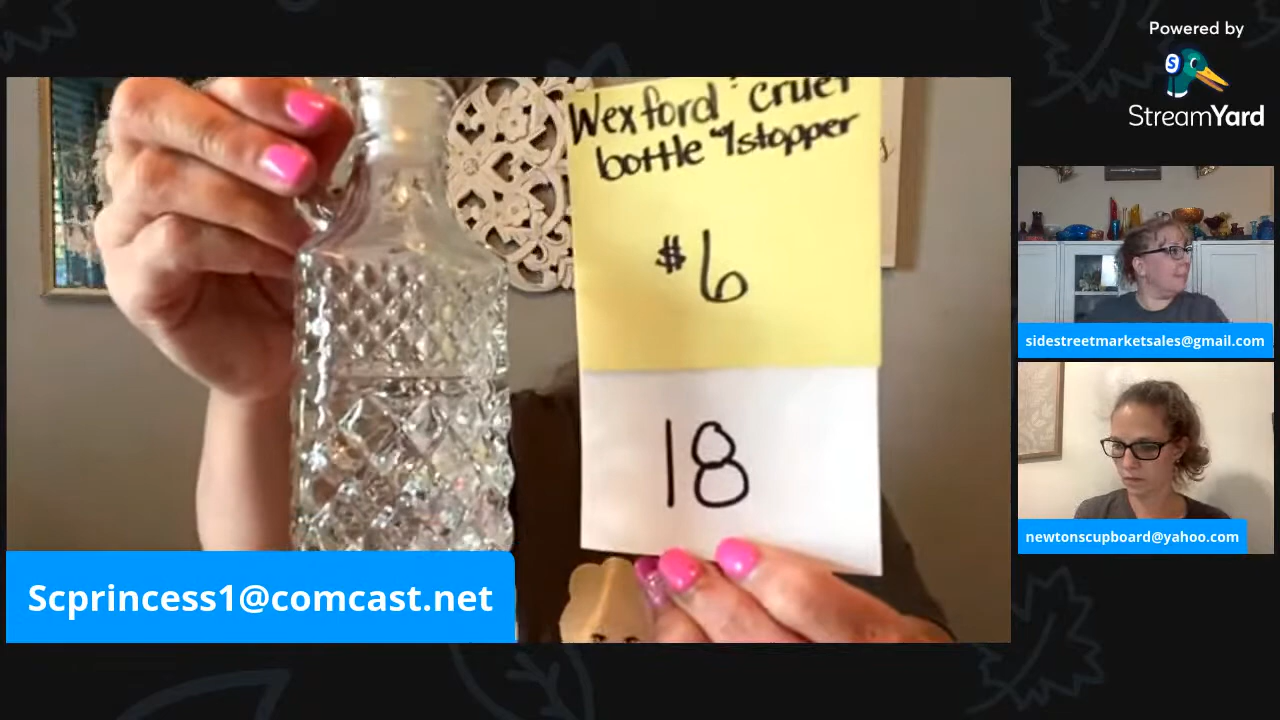 Wexford cruet
bottle w/stopper
$6
18
Scprincess1@comcast.net
Powered by
StreamYard
sidestreetmarketsales@gmail.com
newtonscupboard@yahoo.com